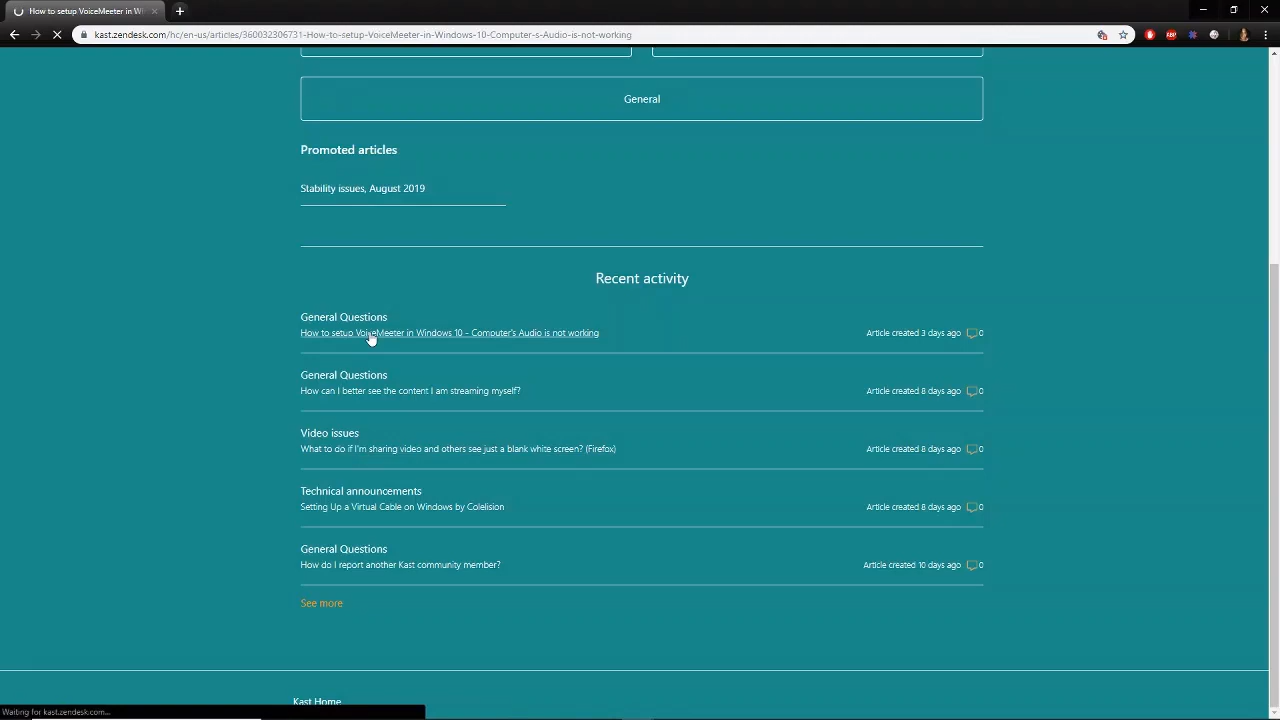 How to setup VoiceMeeter in Wi
kast.zendesk.com/hc/en-us/articles/360032306731-How-to-setup-VoiceMeeter-in-Windows-10-Computer-s-Audio-is-not-working
General
Promoted articles
Stability issues, August 2019
Recent activity
General Questions
How to setup VoiceMeeter in Windows 10 - Computer's Audio is not working
Article created 3 days ago 0
General Questions
How can I better see the content I am streaming myself?
Article created 8 days ago 0
Video issues
What to do if I'm sharing video and others see just a blank white screen? (Firefox)
Article created 8 days ago 0
Technical announcements
Setting Up a Virtual Cable on Windows by Colelision
Article created 8 days ago 0
General Questions
How do I report another Kast community member?
Article created 10 days ago 0
See more
Kast Home
Waiting for kast.zendesk.com...